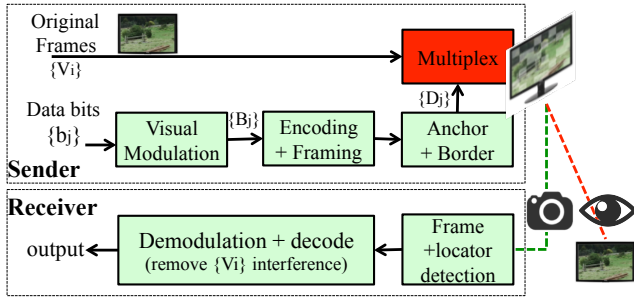 Original
Frames
{Vi}
Multiplex
{Dj}
Data bits
{bj}
Visual
Modulation
{Bj}
Encoding
+ Framing
Anchor
+ Border
Sender
Receiver
output
Demodulation + decode
(remove {Vi} interference)
Frame
+locator
detection